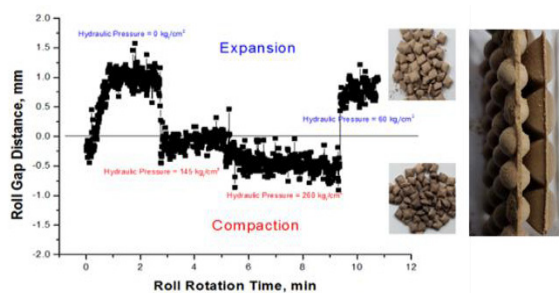 Roll Gap Distance, mm
2.0
1.5
1.0
0.5
0.0
-0.5
-1.0
-1.5
-2.0
Hydraulic Pressure = 0 kg/cm²
Expansion
Hydraulic Pressure = 60 kg/cm²
Hydraulic Pressure = 145 kg/cm²
Hydraulic Pressure = 260 kg/cm²
Compaction
0 2 4 6 8 10 12
Roll Rotation Time, min